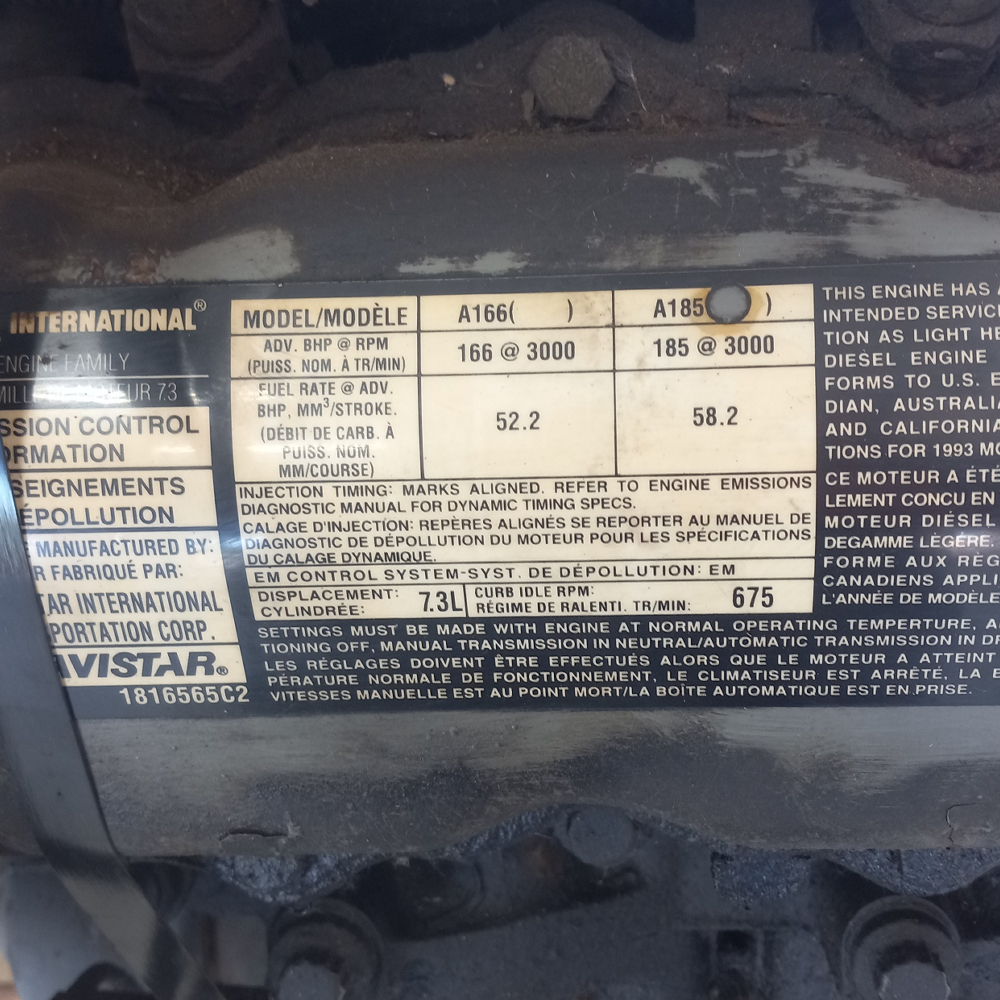 INTERNATIONAL®
ENGINE FAMILY
7.3
SSION CONTROL
ORMATION
SEIGNEMENTS
ÉPOLLUTION
MANUFACTURED BY:
R FABRIQUÉ PAR:
TAR INTERNATIONAL
PORTATION CORP.
AVISTAR®
1816565C2
MODEL/MODÈLE A166( ) A185( )
ADV. BHP @ RPM
(PUISS. NOM. À TR/MIN) 166 @ 3000 185 @ 3000
FUEL RATE @ ADV.
BHP, MM3/STROKE.
(DÉBIT DE CARB. À
PUISS. NOM.
MM/COURSE) 52.2 58.2
INJECTION TIMING: MARKS ALIGNED. REFER TO ENGINE EMISSIONS
DIAGNOSTIC MANUAL FOR DYNAMIC TIMING SPECS.
CALAGE D'INJECTION: REPÈRES ALIGNÉS SE REPORTER AU MANUEL DE
DIAGNOSTIC DE DÉPOLLUTION DU MOTEUR POUR LES SPÉCIFICATIONS
DU CALAGE DYNAMIQUE.
EM CONTROL SYSTEM-SYST. DE DÉPOLLUTION: EM
DISPLACEMENT:
CYLINDRÉE: 7.3L
CURB IDLE RPM:
RÉGIME DE RALENTI. TR/MIN: 675
SETTINGS MUST BE MADE WITH ENGINE AT NORMAL OPERATING TEMPERTURE, A
TIONING OFF, MANUAL TRANSMISSION IN NEUTRAL/AUTOMATIC TRANSMISSION IN DR
LES RÉGLAGES DOIVENT ÊTRE EFFECTUÉS ALORS QUE LE MOTEUR A ATTEINT
PÉRATURE NORMALE DE FONCTIONNEMENT, LE CLIMATISEUR EST ARRÊTÉ, LA B
VITESSES MANUELLE EST AU POINT MORT/LA BOÎTE AUTOMATIQUE EST EN PRISE.
THIS ENGINE HAS A
INTENDED SERVIC
TION AS LIGHT HE
DIESEL ENGINE
FORMS TO U.S. E
DIAN, AUSTRALIA
AND CALIFORNIA
TIONS FOR 1993 MO
CE MOTEUR A ÉTÉ
LEMENT CONCU EN
MOTEUR DIÉSEL
DEGAMME LÉGÈRE.
FORME AUX RÉG
CANADIENS APPLI
L'ANNÉE DE MODÈLE